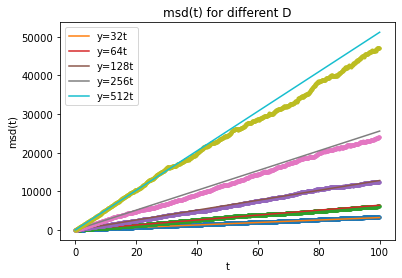 msd(t) for different D
y=32t
y=64t
y=128t
y=256t
y=512t
msd(t)
50000
40000
30000
20000
10000
0
0 20 40 60 80 100
t